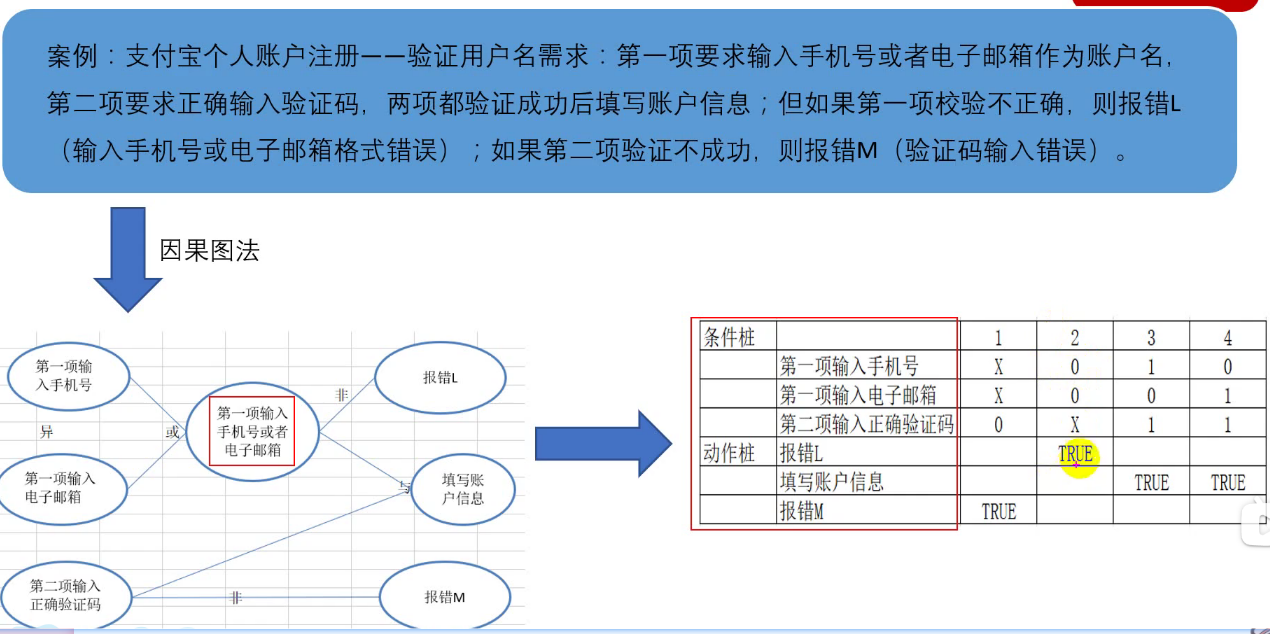 案例：支付宝个人账户注册——验证用户名需求：第一项要求输入手机号或者电子邮箱作为账户名，
第二项要求正确输入验证码，两项都验证成功后填写账户信息；但如果第一项校验不正确，则报错L
（输入手机号或电子邮箱格式错误）；如果第二项验证不成功，则报错M（验证码输入错误）。
因果图法
第一项输
入手机号
异
第一项输入
电子邮箱
第二项输入
正确验证码
或
第一项输入
手机号或者
电子邮箱
非
报错L
与
填写账
户信息
非
报错M
条件桩 1 2 3 4
第一项输入手机号 X 0 1 0
第一项输入电子邮箱 X 0 0 1
第二项输入正确验证码 0 X 1 1
动作桩 报错L TRUE
填写账户信息 TRUE TRUE
报错M TRUE